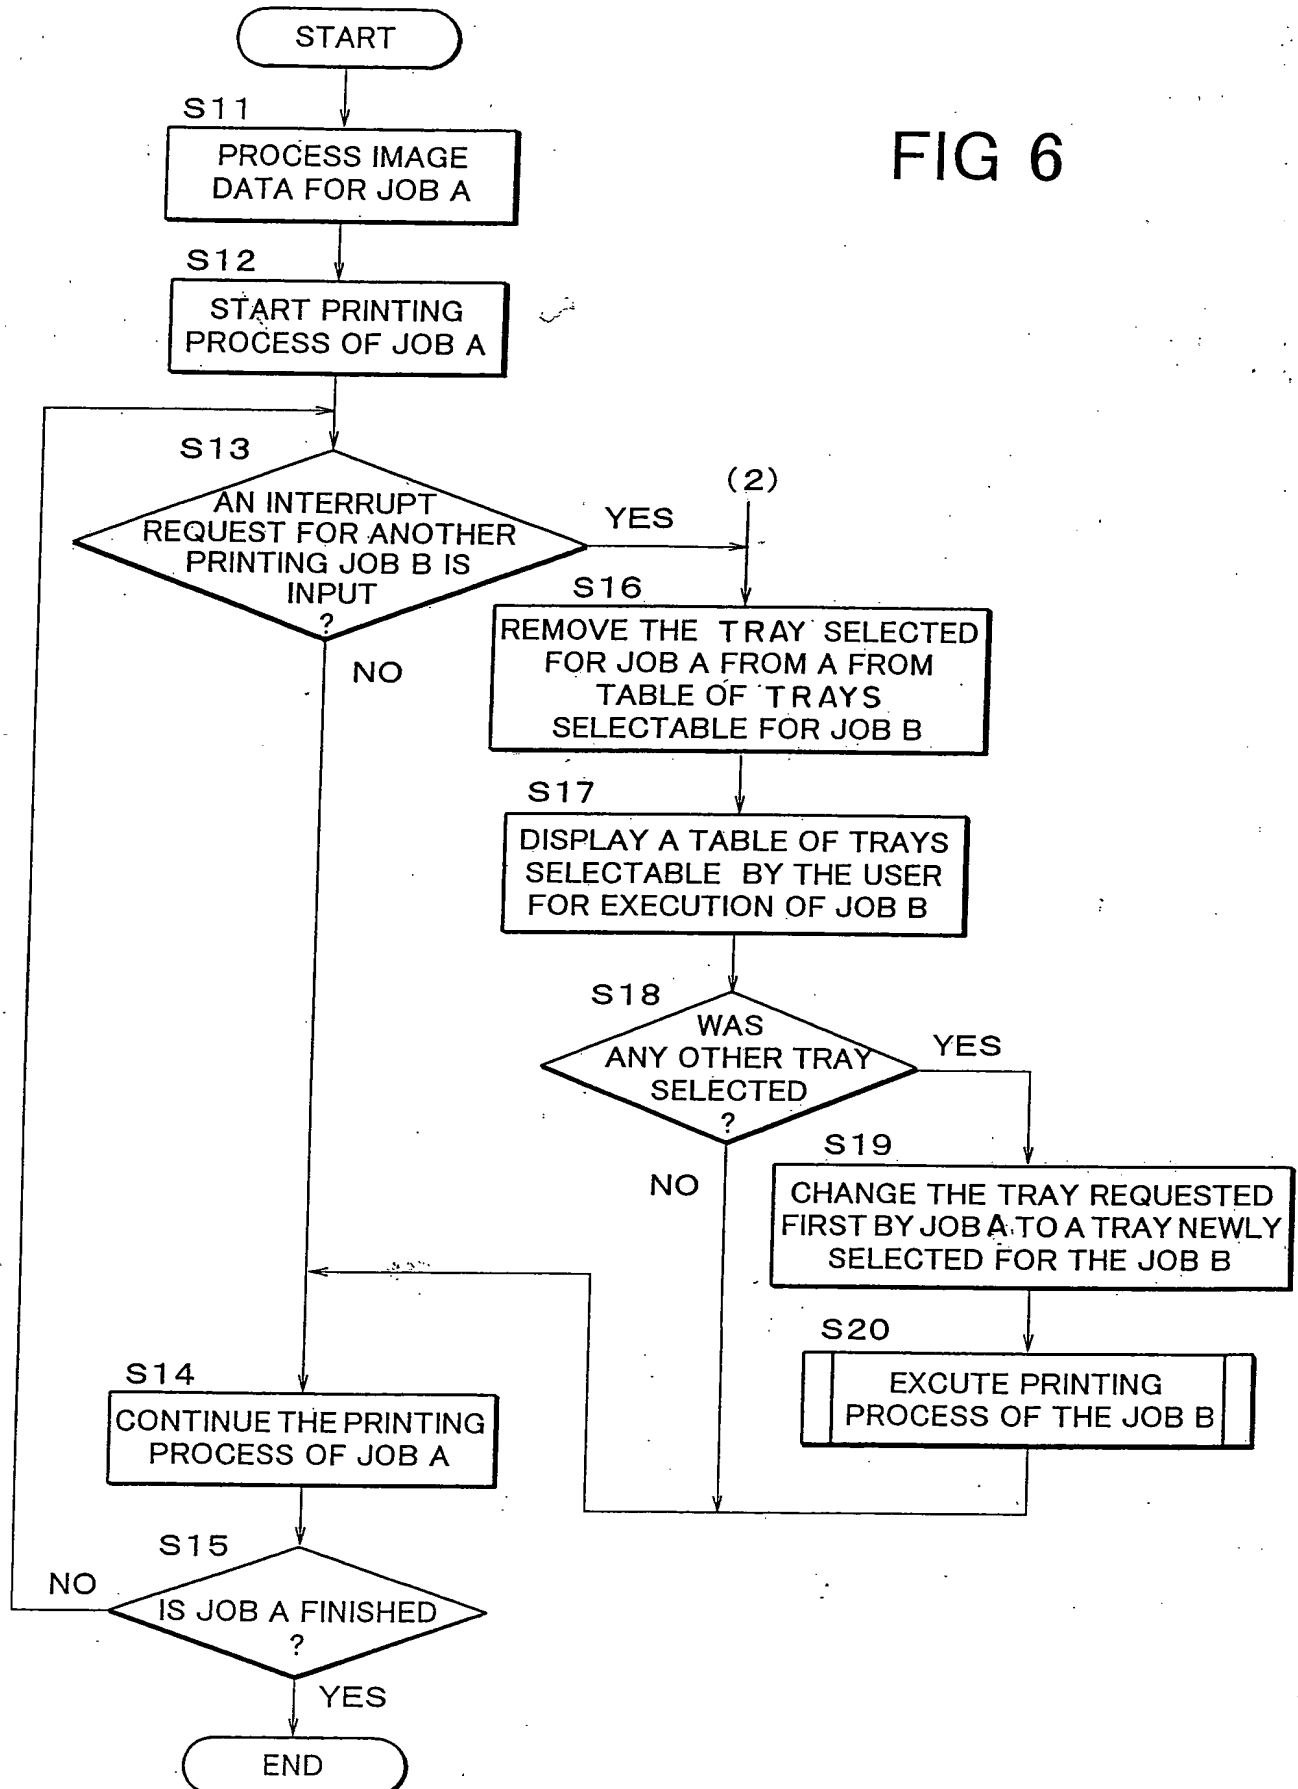 START
S11
PROCESS IMAGE
DATA FOR JOB A
FIG 6
S12
START PRINTING
PROCESS OF JOB A
S13
AN INTERRUPT
REQUEST FOR ANOTHER
PRINTING JOB B IS
INPUT
?
YES
NO
(2)
S16
REMOVE THE TRAY SELECTED
FOR JOB A FROM A FROM
TABLE OF TRAYS
SELECTABLE FOR JOB B
S17
DISPLAY A TABLE OF TRAYS
SELECTABLE BY THE USER
FOR EXECUTION OF JOB B
S18
WAS
ANY OTHER TRAY
SELECTED
?
YES
NO
S19
CHANGE THE TRAY REQUESTED
FIRST BY JOB A TO A TRAY NEWLY
SELECTED FOR THE JOB B
S20
EXCUTE PRINTING
PROCESS OF THE JOB B
S14
CONTINUE THE PRINTING
PROCESS OF JOB A
S15
NO
IS JOB A FINISHED
?
YES
END